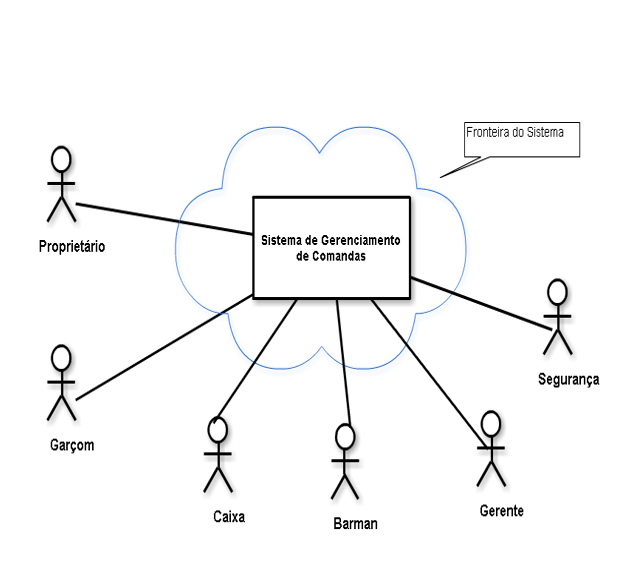 Fronteira do Sistema
Sistema de Gerenciamento
de Comandas
Proprietário
Segurança
Garçom
Caixa
Barman
Gerente